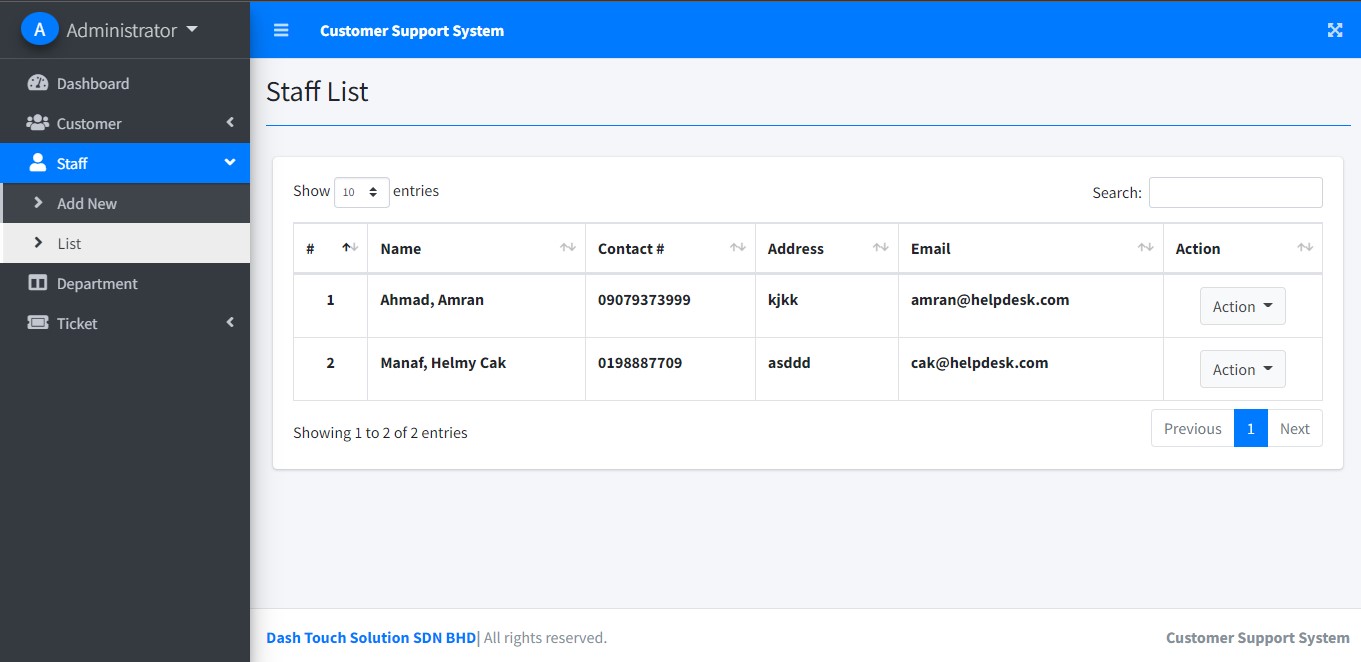 A Administrator
Customer Support System
Dashboard
Customer
Staff
Add New
List
Department
Ticket
Staff List
Show 10 entries
Search:
# Name Contact # Address Email Action
1 Ahmad, Amran 09079373999 kjkk amran@helpdesk.com Action
2 Manaf, Helmy Cak 0198887709 asddd cak@helpdesk.com Action
Showing 1 to 2 of 2 entries
Previous 1 Next
Dash Touch Solution SDN BHD| All rights reserved.
Customer Support System